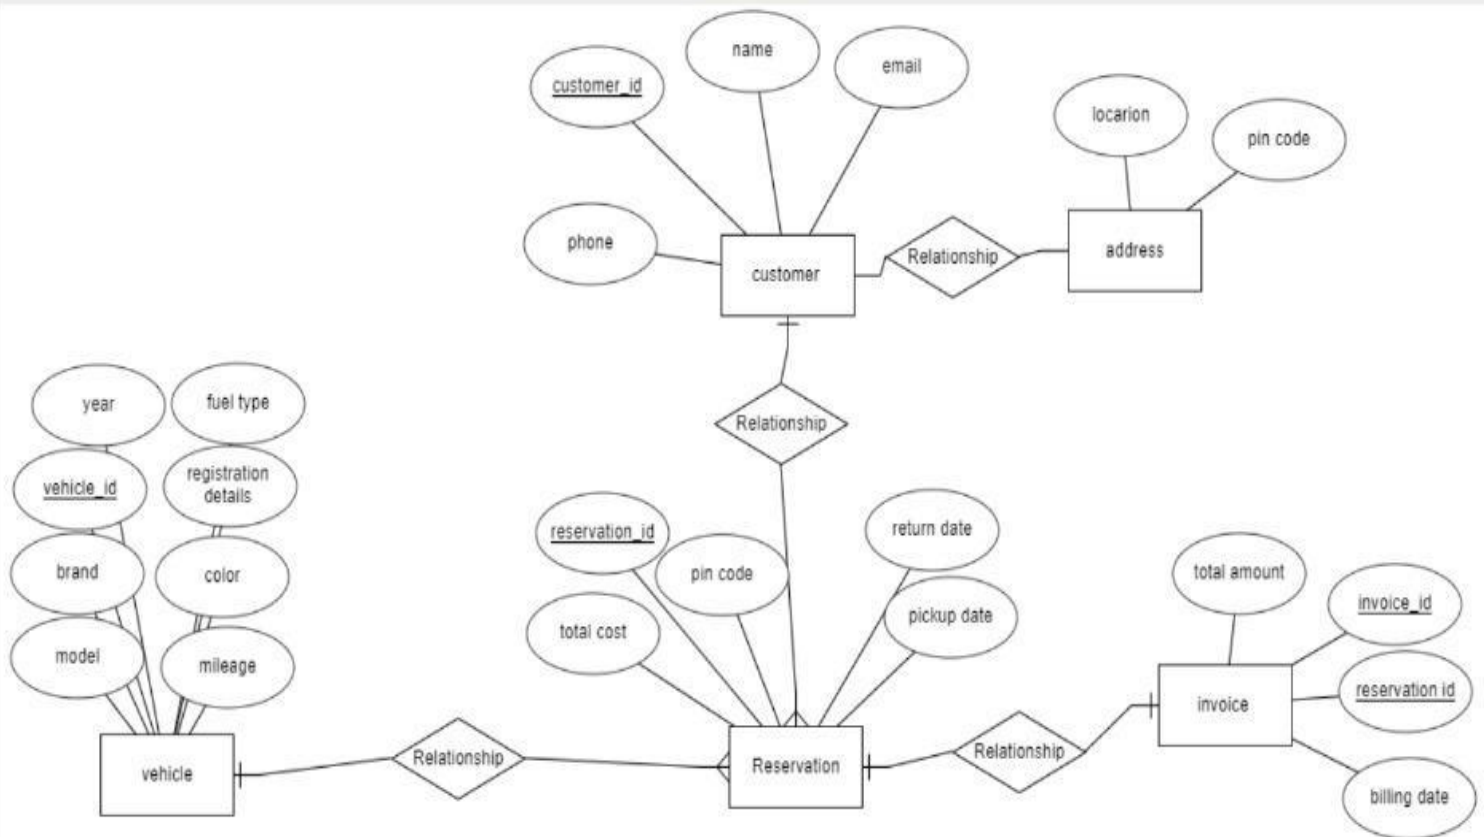 name
email
customer_id
locarion
pin code
phone
Relationship
address
customer
year
fuel type
Relationship
registration
details
vehicle_id
reservation_id
return date
brand
color
pin code
total amount
invoice_id
pickup date
total cost
model
mileage
reservation id
invoice
vehicle
Relationship
Reservation
Relationship
billing date